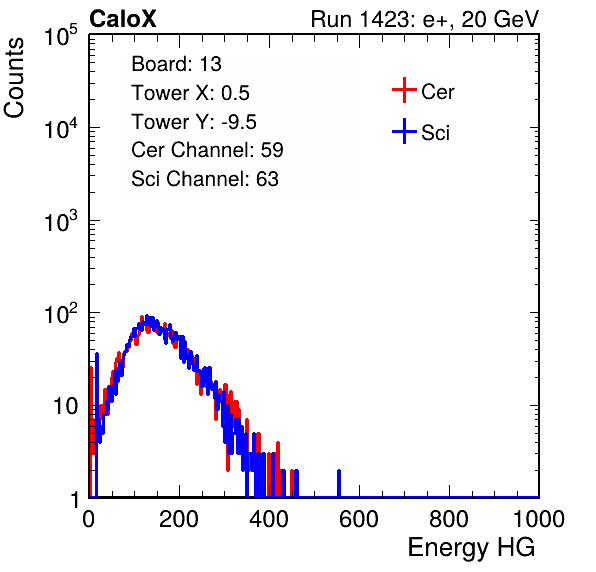 CaloX Run 1423: e+, 20 GeV
Counts
Board: 13
Tower X: 0.5
Tower Y: -9.5
Cer Channel: 59
Sci Channel: 63
Cer
Sci
10^5
10^4
10^3
10^2
10
1
0 200 400 600 800 1000
Energy HG